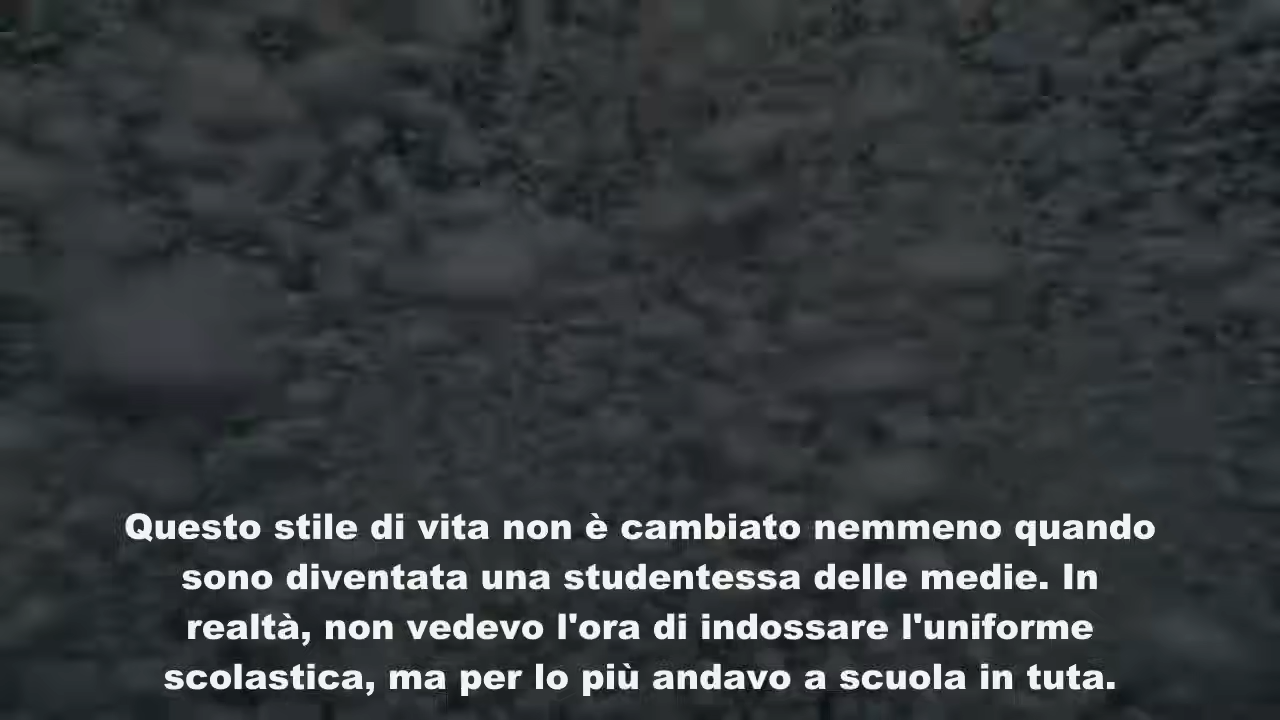 Questo stile di vita non è cambiato nemmeno quando
sono diventata una studentessa delle medie. In
realtà, non vedevo l'ora di indossare l'uniforme
scolastica, ma per lo più andavo a scuola in tuta.